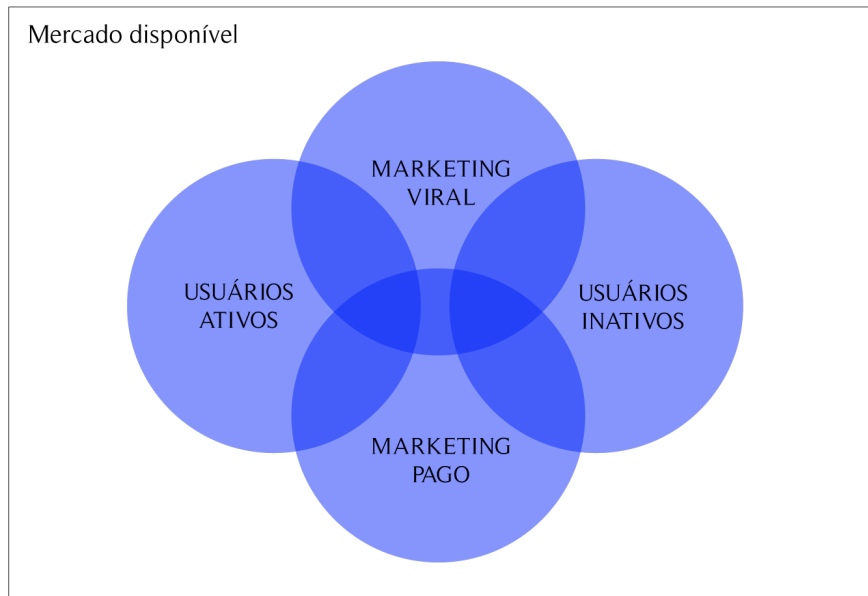 Mercado disponível
MARKETING
VIRAL
USUÁRIOS
ATIVOS
USUÁRIOS
INATIVOS
MARKETING
PAGO